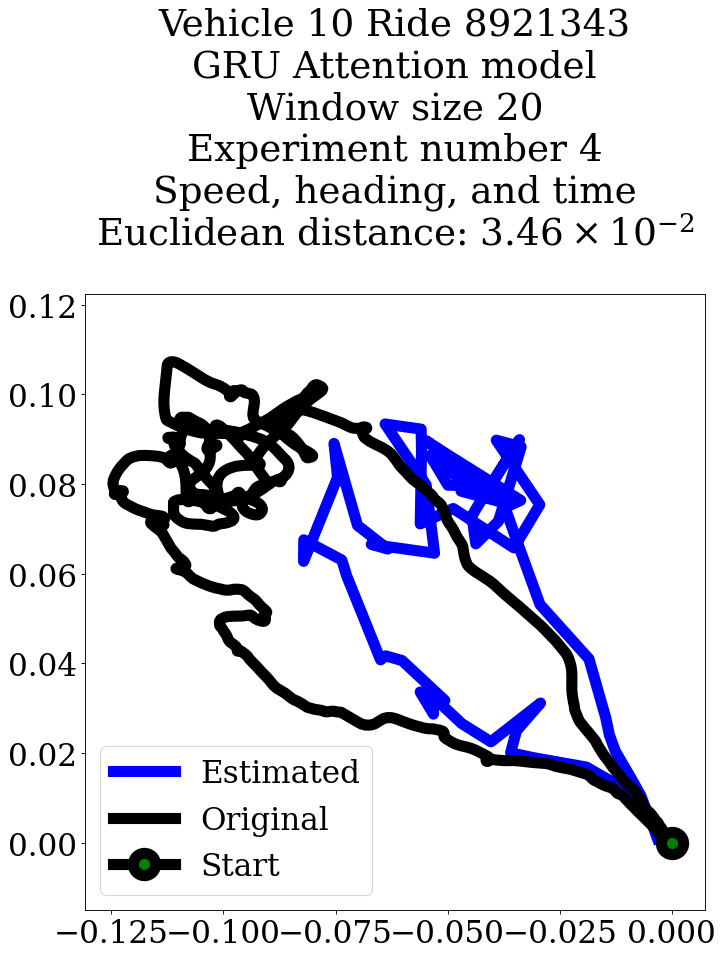 Vehicle 10 Ride 8921343
GRU Attention model
Window size 20
Experiment number 4
Speed, heading, and time
Euclidean distance: 3.46 × 10⁻²
0.12
0.10
0.08
0.06
0.04
0.02
0.00
Estimated
Original
Start
−0.125 −0.100 −0.075 −0.050 −0.025 0.000